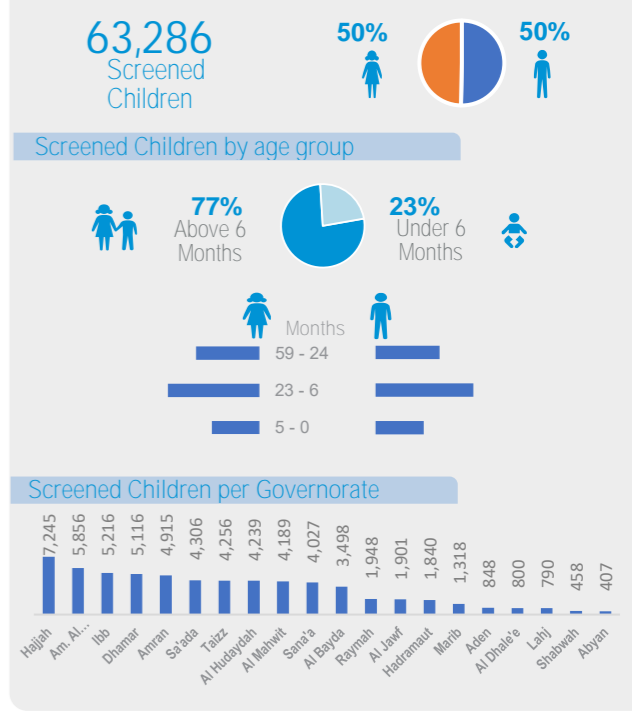 63,286
Screened
Children
50%
50%
Screened Children by age group
77%
Above 6
Months
23%
Under 6
Months
Months
59 - 24
23 - 6
5 - 0
Screened Children per Governorate
7,245
5,856
5,216
5,116
4,915
4,306
4,256
4,239
4,189
4,027
3,498
1,948
1,901
1,840
1,318
848
800
790
458
407
Hajjah
Am. Al...
Ibb
Dhamar
Amran
Sa'ada
Taizz
Al Hudaydah
Al Mahwit
Sana'a
Al Bayda
Raymah
Al Jawf
Hadramaut
Marib
Aden
Al Dhale'e
Lahj
Shabwah
Abyan